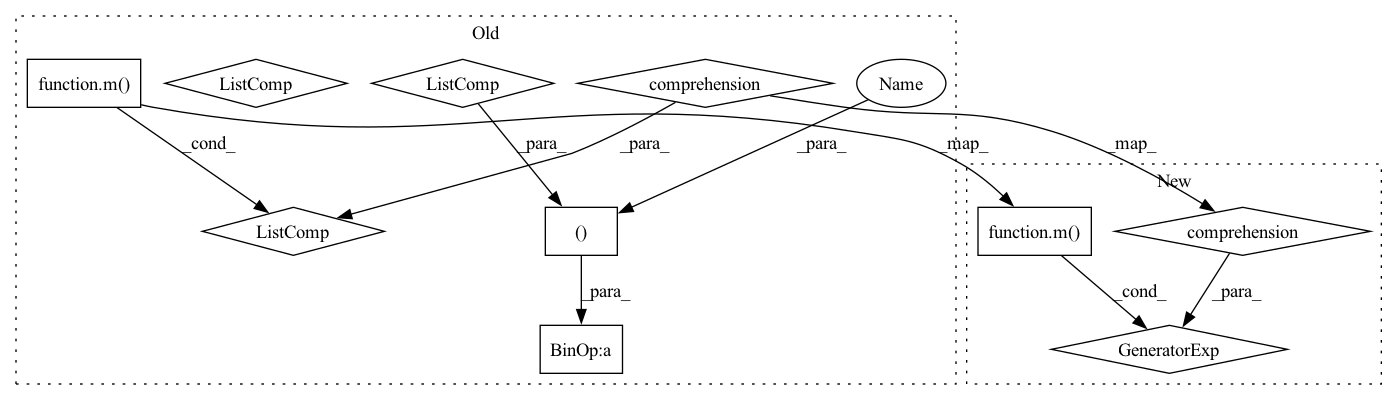 Old
function.m()
ListComp
ListComp
comprehension
Name
_cond_
_para_
_para_
_para_
_map_
_map_
New
ListComp
()
function.m()
comprehension
_para_
_cond_
_para_
BinOp:a
GeneratorExp